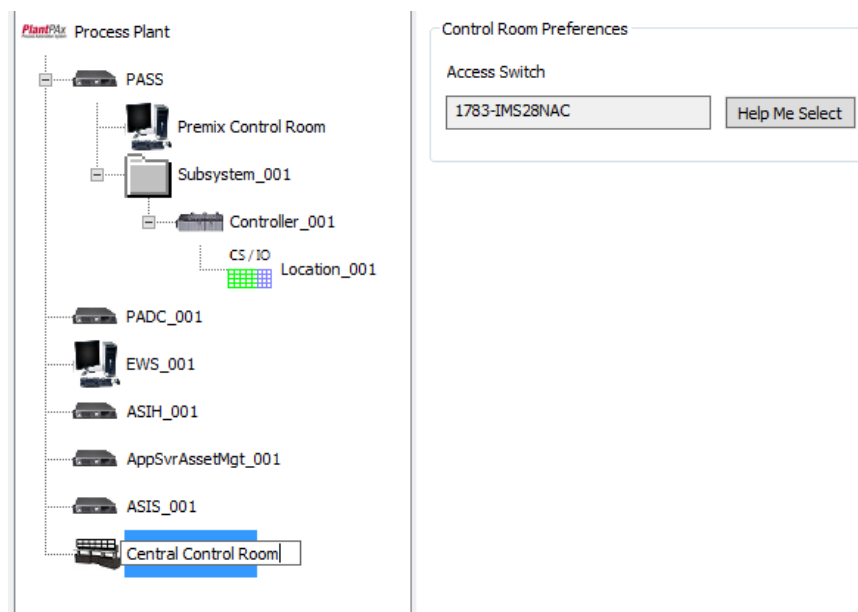 PlantPAx Process Plant
PASS
Premix Control Room
Subsystem_001
Controller_001
CS / IO
Location_001
PADC_001
EWS_001
ASIH_001
AppSvrAssetMgt_001
ASIS_001
Central Control Room
Control Room Preferences
Access Switch
1783-IMS28NAC
Help Me Select